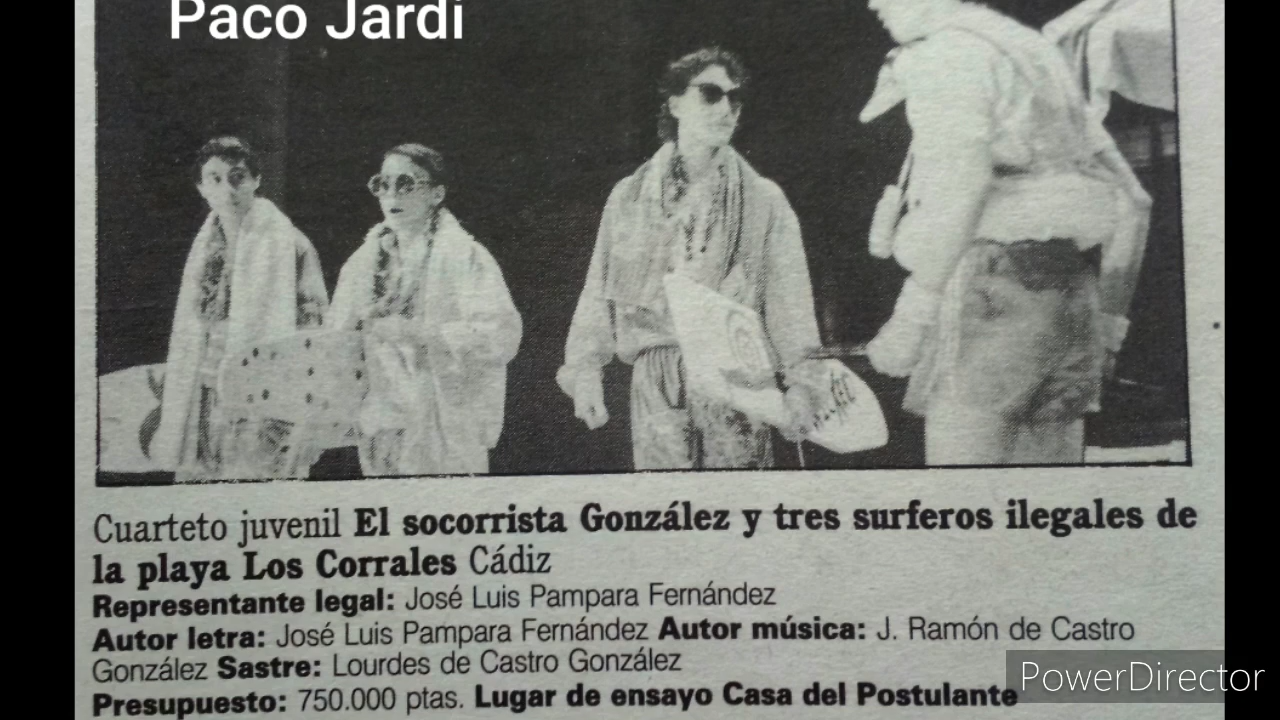 Paco Jardi
Cuarteto juvenil El socorrista González y tres surferos ilegales de
la playa Los Corrales Cádiz
Representante legal: José Luis Pampara Fernández
Autor letra: José Luis Pampara Fernández Autor música: J. Ramón de Castro
González Sastre: Lourdes de Castro González
Presupuesto: 750.000 ptas. Lugar de ensayo Casa del Postulante
PowerDirector